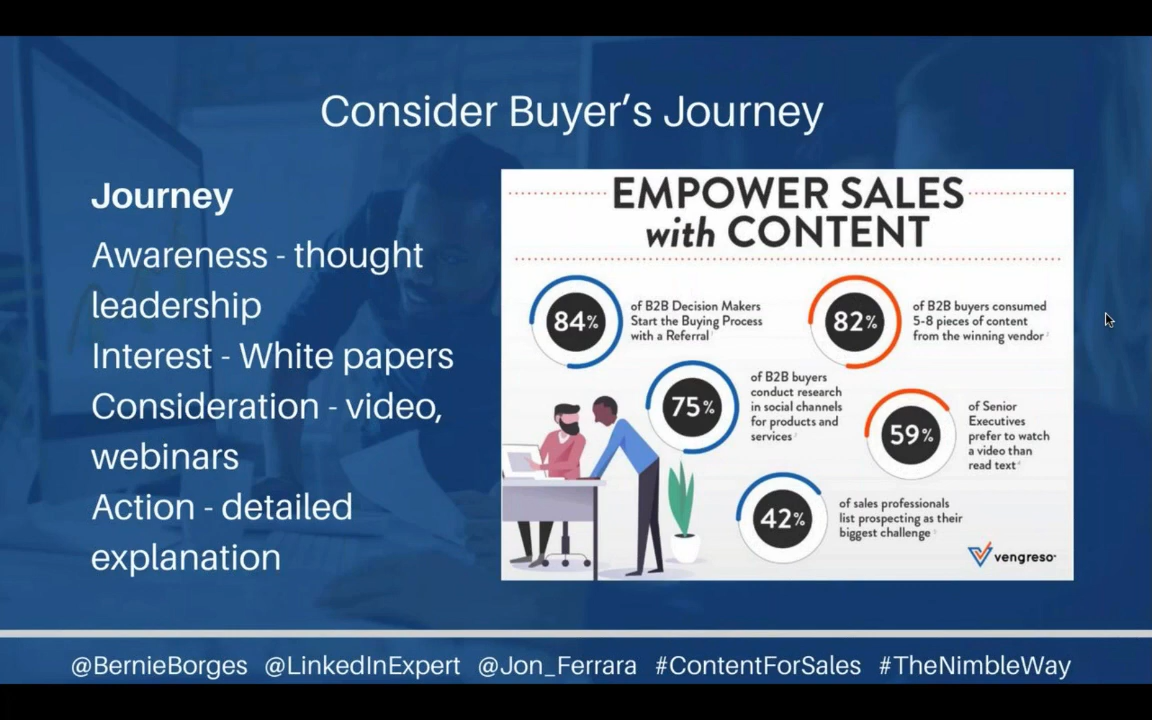 Consider Buyer's Journey
Journey
Awareness - thought
leadership
Interest - White papers
Consideration - video,
webinars
Action - detailed
explanation
EMPOWER SALES
with CONTENT
84%
of B2B Decision Makers
Start the Buying Process
with a Referral
82%
of B2B buyers consumed
5-8 pieces of content
from the winning vendor
75%
of B2B buyers
conduct research
in social channels
for products and
services
59%
of Senior
Executives
prefer to watch
a video than
read text
42%
of sales professionals
list prospecting as their
biggest challenge
vengreso
@BernieBorges @LinkedInExpert @Jon_Ferrara #ContentForSales #TheNimbleWay